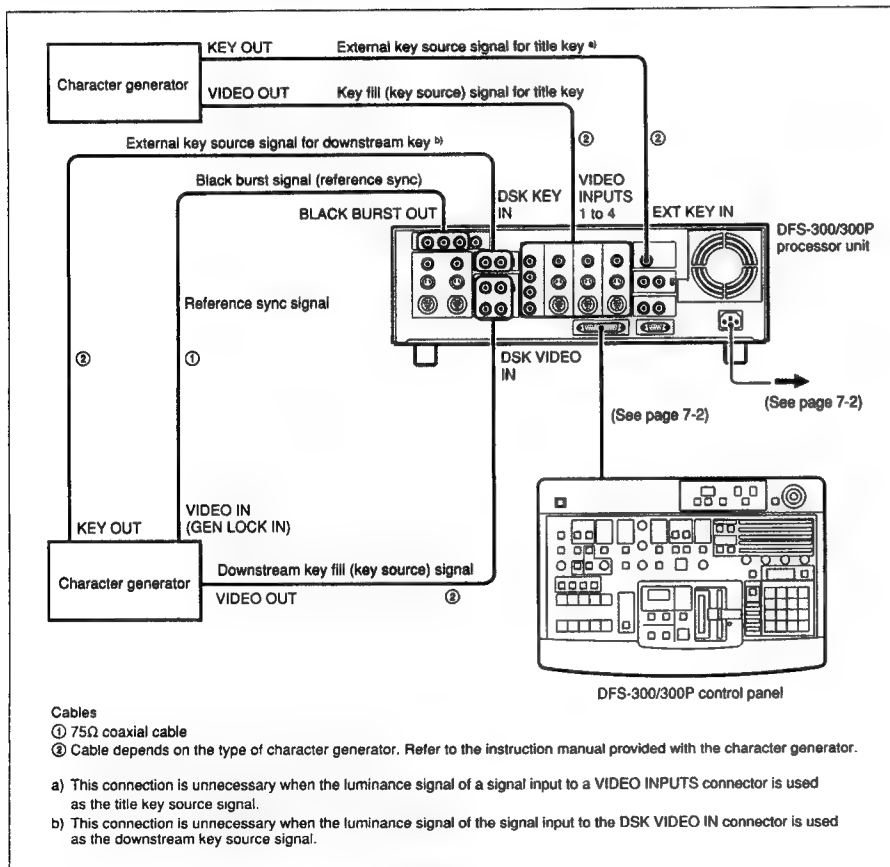 KEY OUT
External key source signal for title key a)
Character generator
VIDEO OUT
Key fill (key source) signal for title key
External key source signal for downstream key b)
②
②
Black burst signal (reference sync)
BLACK BURST OUT
DSK KEY
IN
VIDEO
INPUTS
1 to 4
EXT KEY IN
DFS-300/300P
processor unit
Reference sync signal
②
①
DSK VIDEO
IN
(See page 7-2)
(See page 7-2)
KEY OUT
VIDEO IN
(GEN LOCK IN)
Character generator
Downstream key fill (key source) signal
VIDEO OUT
②
DFS-300/300P control panel
Cables
① 75Ω coaxial cable
② Cable depends on the type of character generator. Refer to the instruction manual provided with the character generator.
a) This connection is unnecessary when the luminance signal of a signal input to a VIDEO INPUTS connector is used
as the title key source signal.
b) This connection is unnecessary when the luminance signal of the signal input to the DSK VIDEO IN connector is used
as the downstream key source signal.